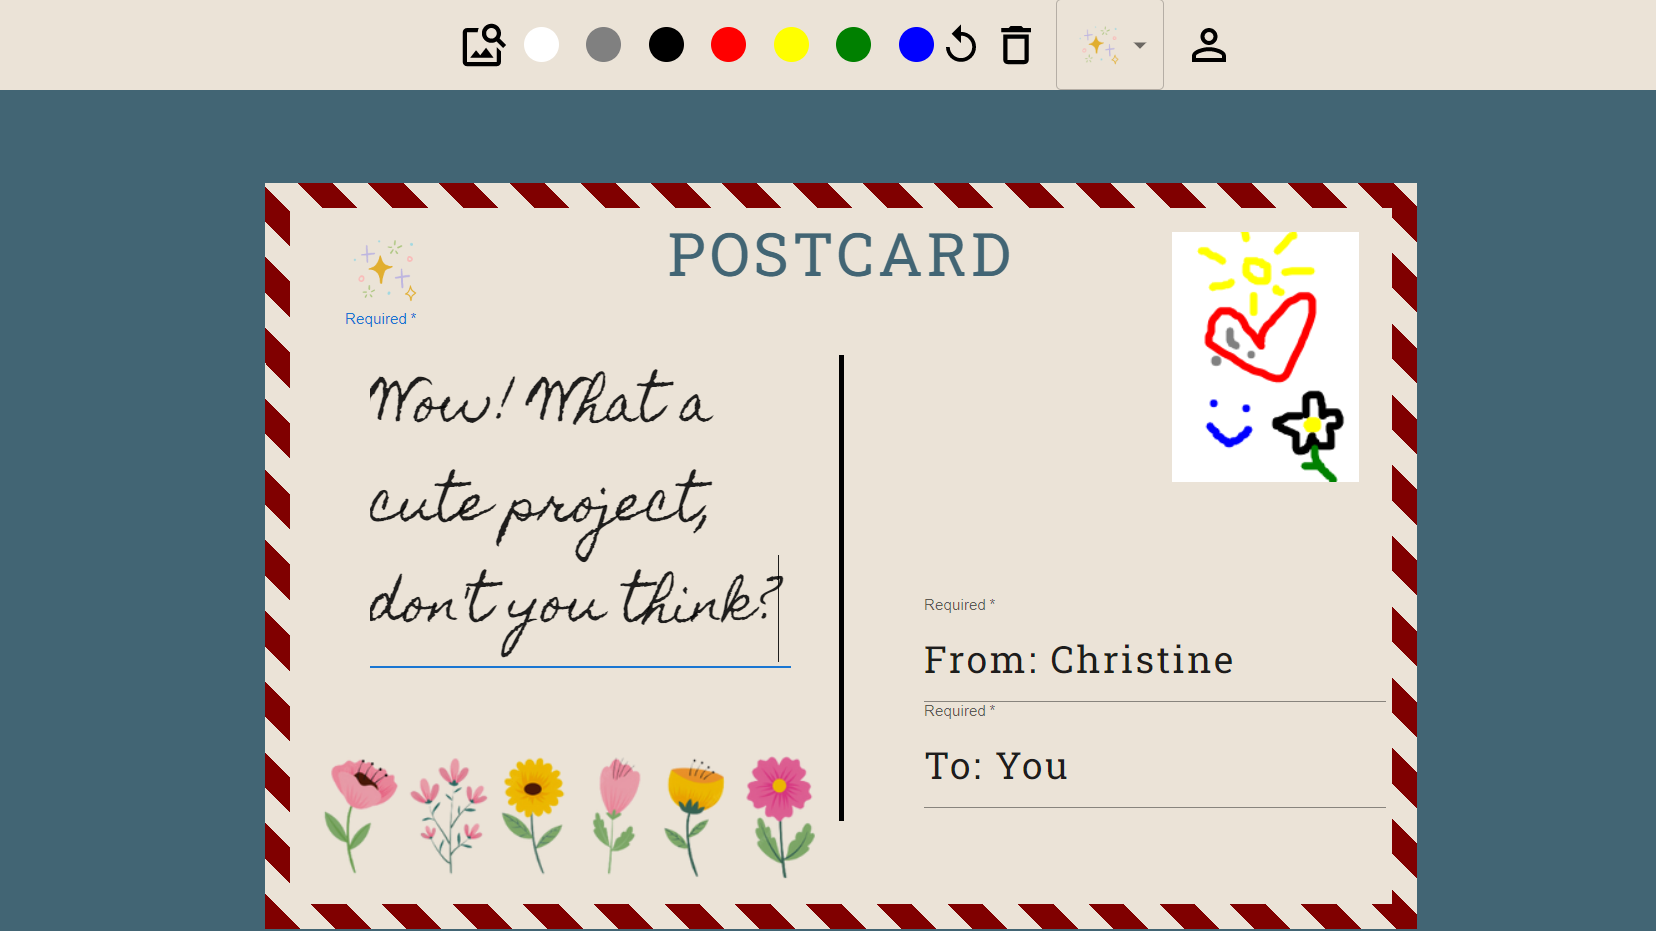 POSTCARD
Required *
Wow! What a
cute project,
don't you think?
Required *
From: Christine
Required *
To: You